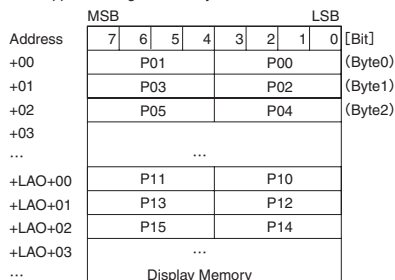 MSB LSB
Address 7 6 5 4 3 2 1 0 [Bit]
+00 P01 P00 (Byte0)
+01 P03 P02 (Byte1)
+02 P05 P04 (Byte2)
+03
... ...
+LAO+00 P11 P10
+LAO+01 P13 P12
+LAO+02 P15 P14
+LAO+03 ...
... Display Memory